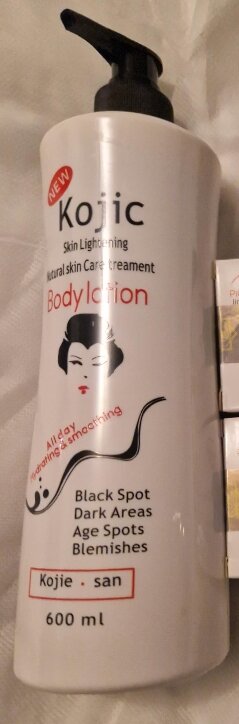 NEW
Kojic
Skin Lightening
Natural skin Care treament
Body lotion
All day
hydrating & smoothing
Black Spot
Dark Areas
Age Spots
Blemishes
Kojie . san
600 ml